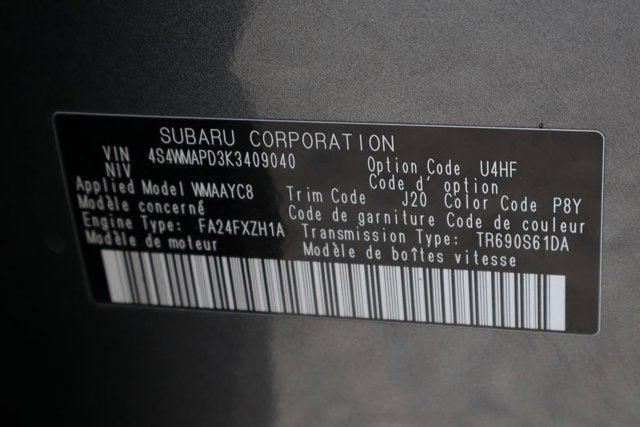 SUBARU CORPORATION
VIN 4S4WMAPD3K3409040 Option Code U4HF
NIV Code d' option
Applied Model WMAAYC8 Trim Code J20 Color Code P8Y
Modèle concerné Code de garniture Code de couleur
Engine Type: FA24FXZH1A Transmission Type: TR690S61DA
Modèle de moteur Modèle de boîtes vitesse